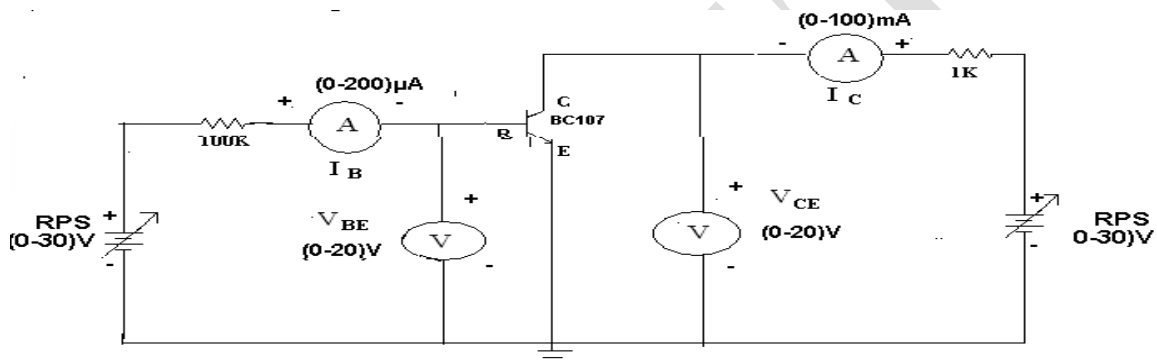 (0-100)mA
- A +
1K
I C
(0-200)µA
+ A -
100K
I B
C
BC107
B
E
RPS +
(0-30)V
-
V BE
(0-20)V
+
V
-
+
V CE
V
(0-20)V
-
+ RPS
0-30)V
-